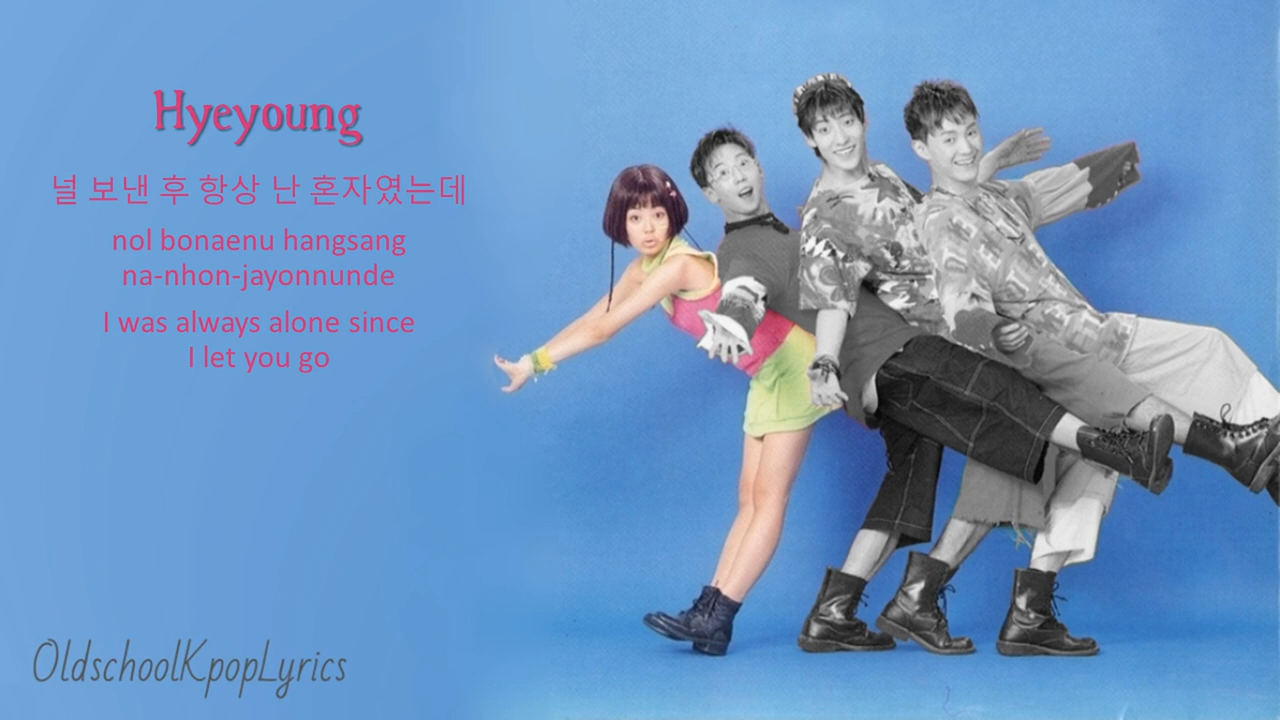 Hyeyoung
널 보낸 후 항상 난 혼자였는데
nol bonaenu hangsang
na-nhon-jayonnunde
I was always alone since
I let you go
OldschoolKpopLyrics